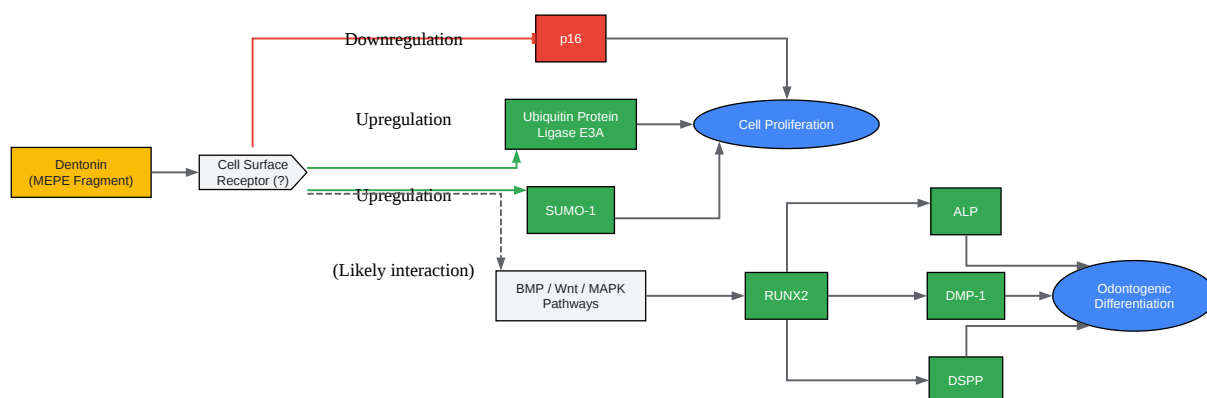 Downregulation
p16
Upregulation
Ubiquitin Protein
Ligase E3A
Cell Proliferation
Dentonin
(MEPE Fragment)
Cell Surface
Receptor (?)
Upregulation
SUMO-1
ALP
(Likely interaction)
BMP / Wnt / MAPK
Pathways
RUNX2
DMP-1
Odontogenic
Differentiation
DSPP